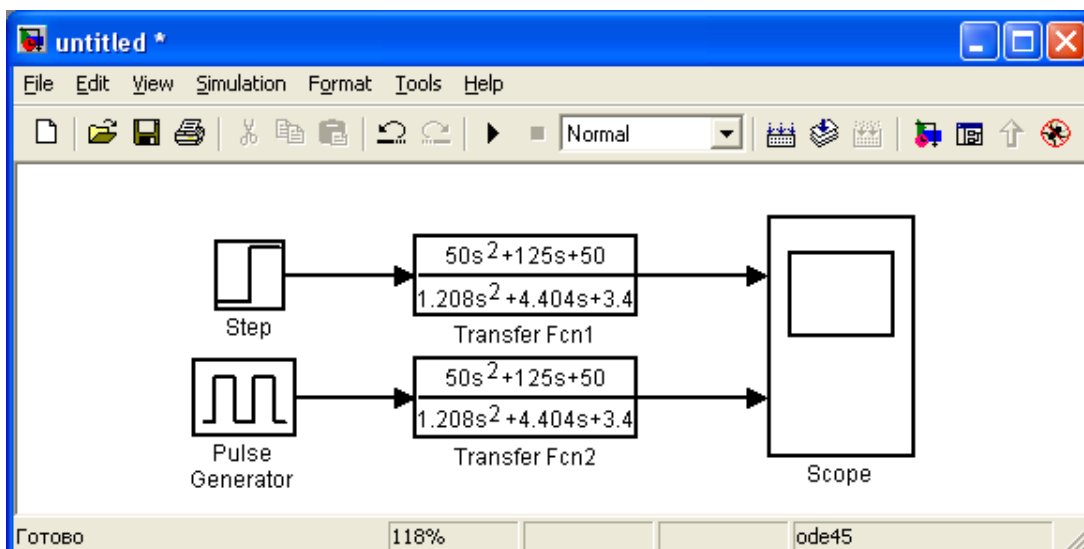 untitled *
File Edit View Simulation Format Tools Help
Normal
50s²+125s+50
1.208s²+4.404s+3.4
Step
Transfer Fcn1
50s²+125s+50
1.208s²+4.404s+3.4
Pulse
Generator
Transfer Fcn2
Scope
Готово 118% ode45